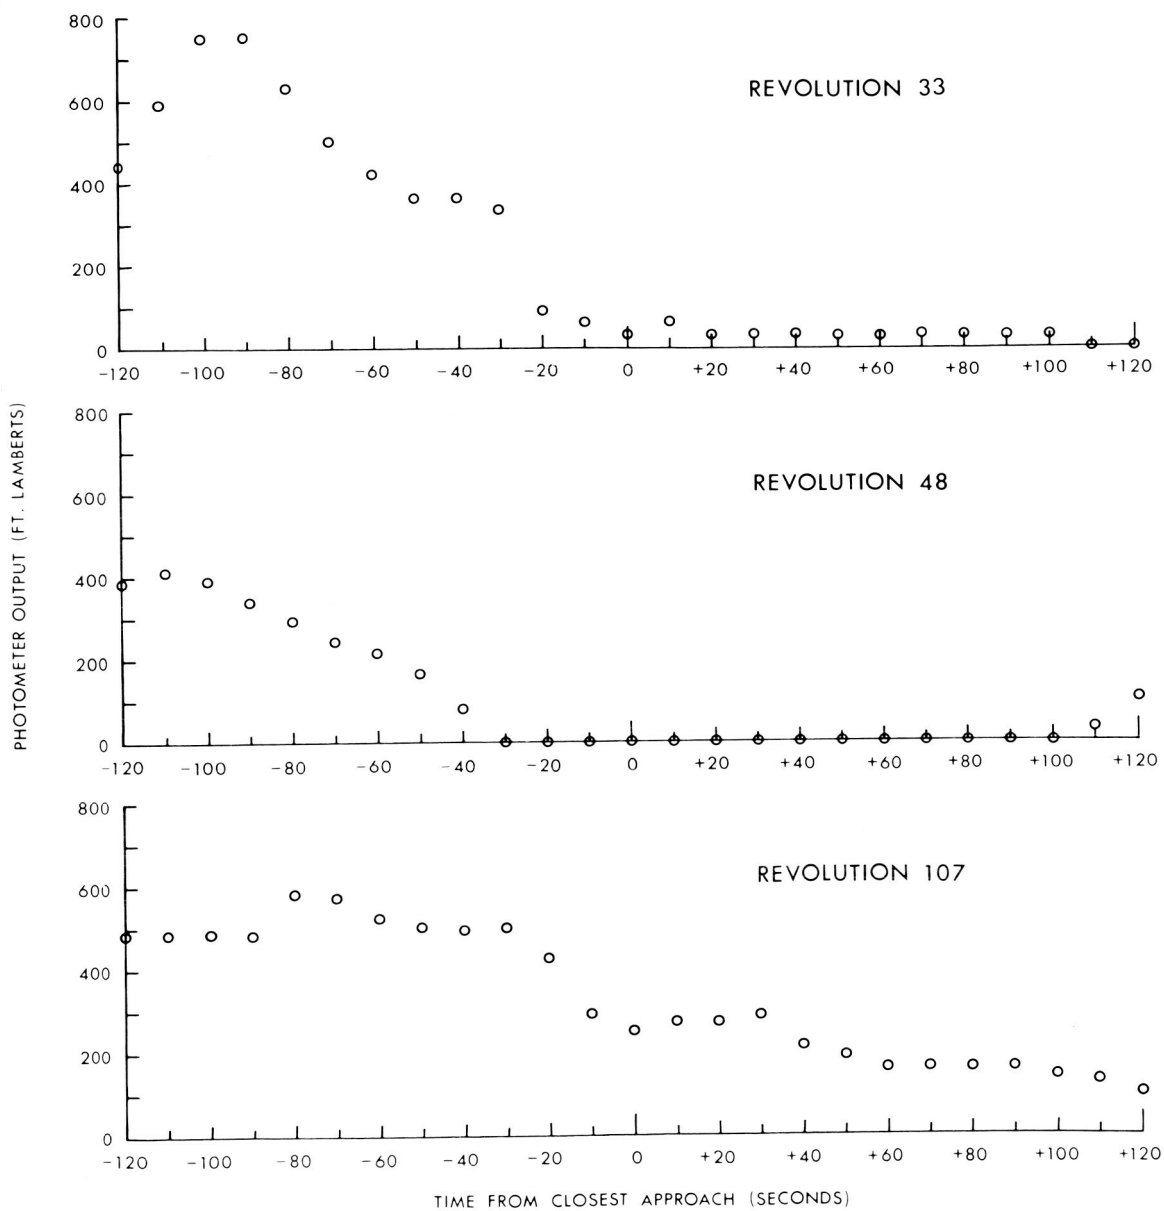 800
600
400
200
0
REVOLUTION 33
-120 -100 -80 -60 -40 -20 0 +20 +40 +60 +80 +100 +120
PHOTOMETER OUTPUT (FT. LAMBERTS)
800
600
400
200
0
REVOLUTION 48
-120 -100 -80 -60 -40 -20 0 +20 +40 +60 +80 +100 +120
800
600
400
200
0
REVOLUTION 107
-120 -100 -80 -60 -40 -20 0 +20 +40 +60 +80 +100 +120
TIME FROM CLOSEST APPROACH (SECONDS)